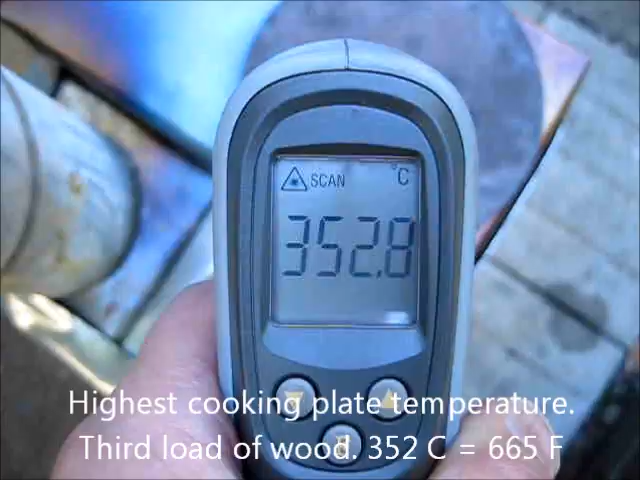 SCAN °C
352.8
Highest cooking plate temperature.
Third load of wood. 352 C = 665 F